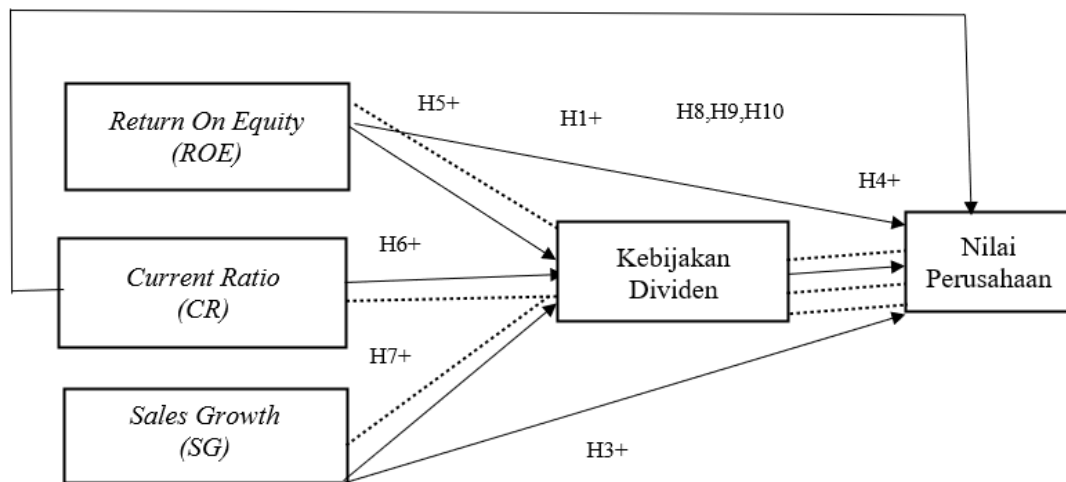 H5+
H1+
H8,H9,H10
H4+
Return On Equity
(ROE)
H6+
Current Ratio
(CR)
Kebijakan
Dividen
Nilai
Perusahaan
H7+
Sales Growth
(SG)
H3+